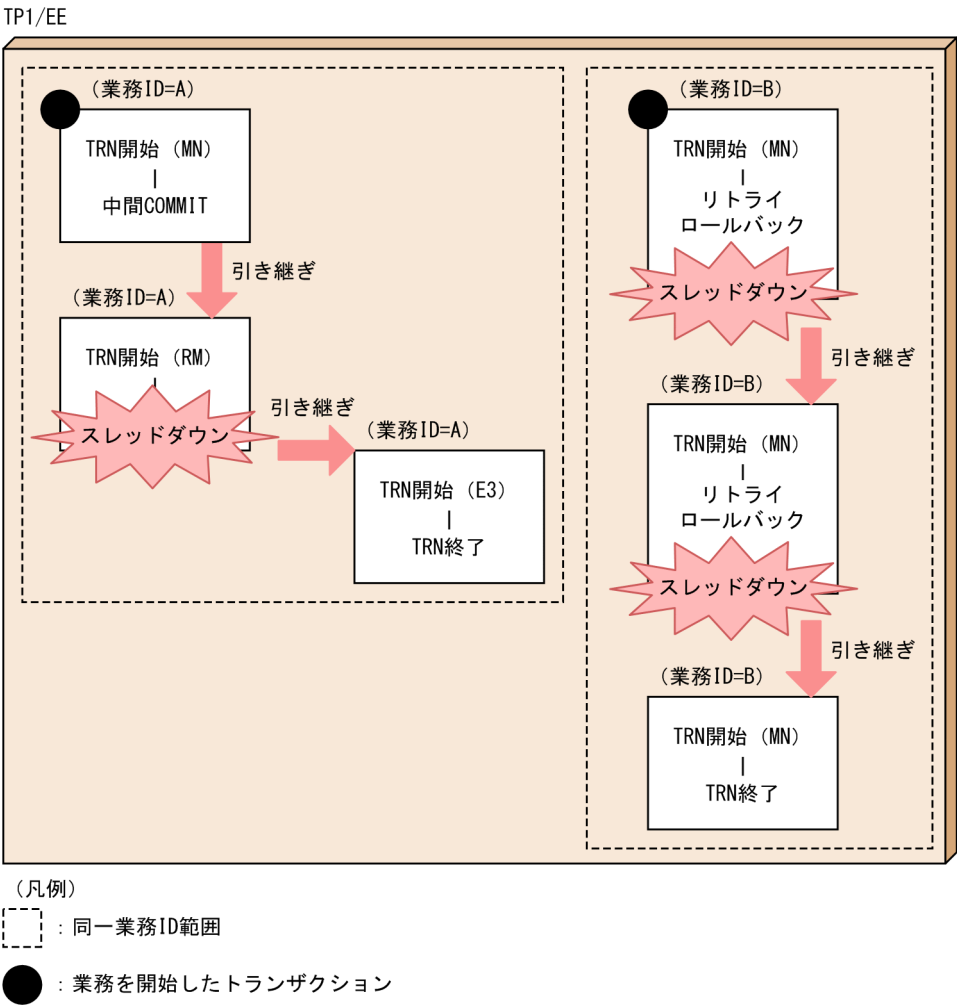 TP1/EE
(業務ID=A)
TRN開始（MN）
中間COMMIT
引き継ぎ
(業務ID=A)
TRN開始（RM）
スレッドダウン
引き継ぎ
(業務ID=A)
TRN開始（E3）
TRN終了
(業務ID=B)
TRN開始（MN）
リトライ
ロールバック
スレッドダウン
引き継ぎ
(業務ID=B)
TRN開始（MN）
リトライ
ロールバック
スレッドダウン
引き継ぎ
(業務ID=B)
TRN開始（MN）
TRN終了
（凡例）
：同一業務ID範囲
：業務を開始したトランザクション